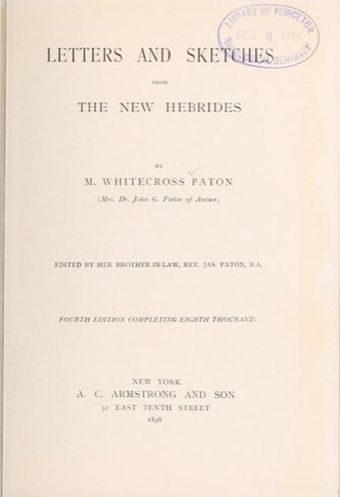 LIBRARY OF PRINCETON
FEB 8
THEOLOGICAL SEMINARY
LETTERS AND SKETCHES
FROM
THE NEW HEBRIDES
BY
M. WHITECROSS PATON
(Mrs. Dr. John G. Paton of Aniwa)
EDITED BY HER BROTHER-IN-LAW, REV. JAS. PATON, B.A.
FOURTH EDITION COMPLETING EIGHTH THOUSAND.
NEW YORK
A. C. ARMSTRONG AND SON
51 EAST TENTH STREET
1898